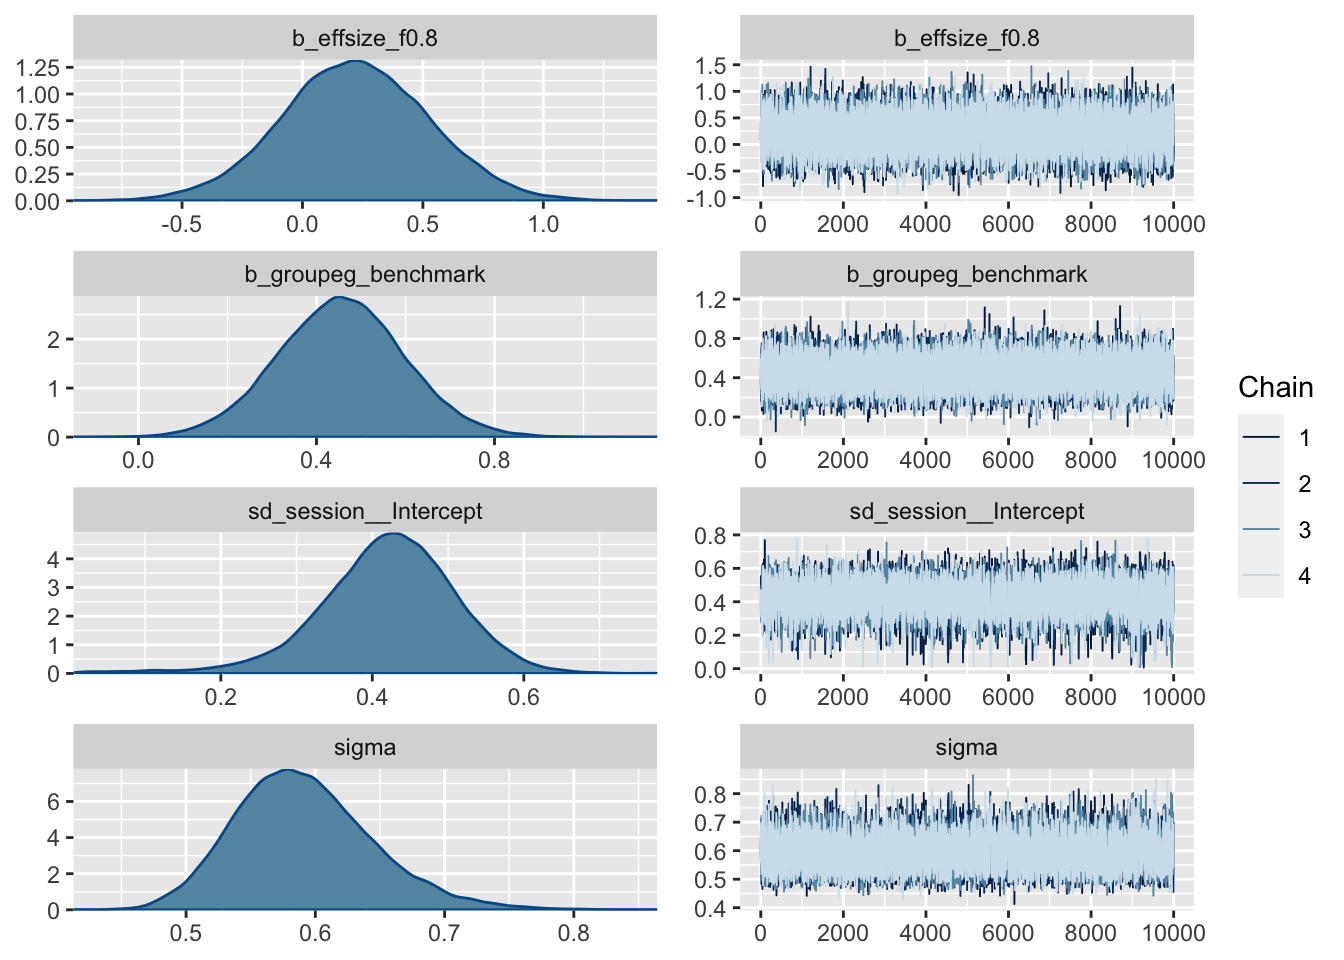 b_effsize_f0.8
1.25
1.00
0.75
0.50
0.25
0.00
-0.5 0.0 0.5 1.0
b_effsize_f0.8
1.5
1.0
0.5
0.0
-0.5
-1.0
0 2000 4000 6000 8000 10000
b_groupeg_benchmark
2
1
0
0.0 0.4 0.8
b_groupeg_benchmark
1.2
0.8
0.4
0.0
0 2000 4000 6000 8000 10000
sd_session__Intercept
4
3
2
1
0
0.2 0.4 0.6
sd_session__Intercept
0.8
0.6
0.4
0.2
0.0
0 2000 4000 6000 8000 10000
sigma
6
4
2
0
0.5 0.6 0.7 0.8
sigma
0.8
0.7
0.6
0.5
0.4
0 2000 4000 6000 8000 10000
Chain
1
2
3
4